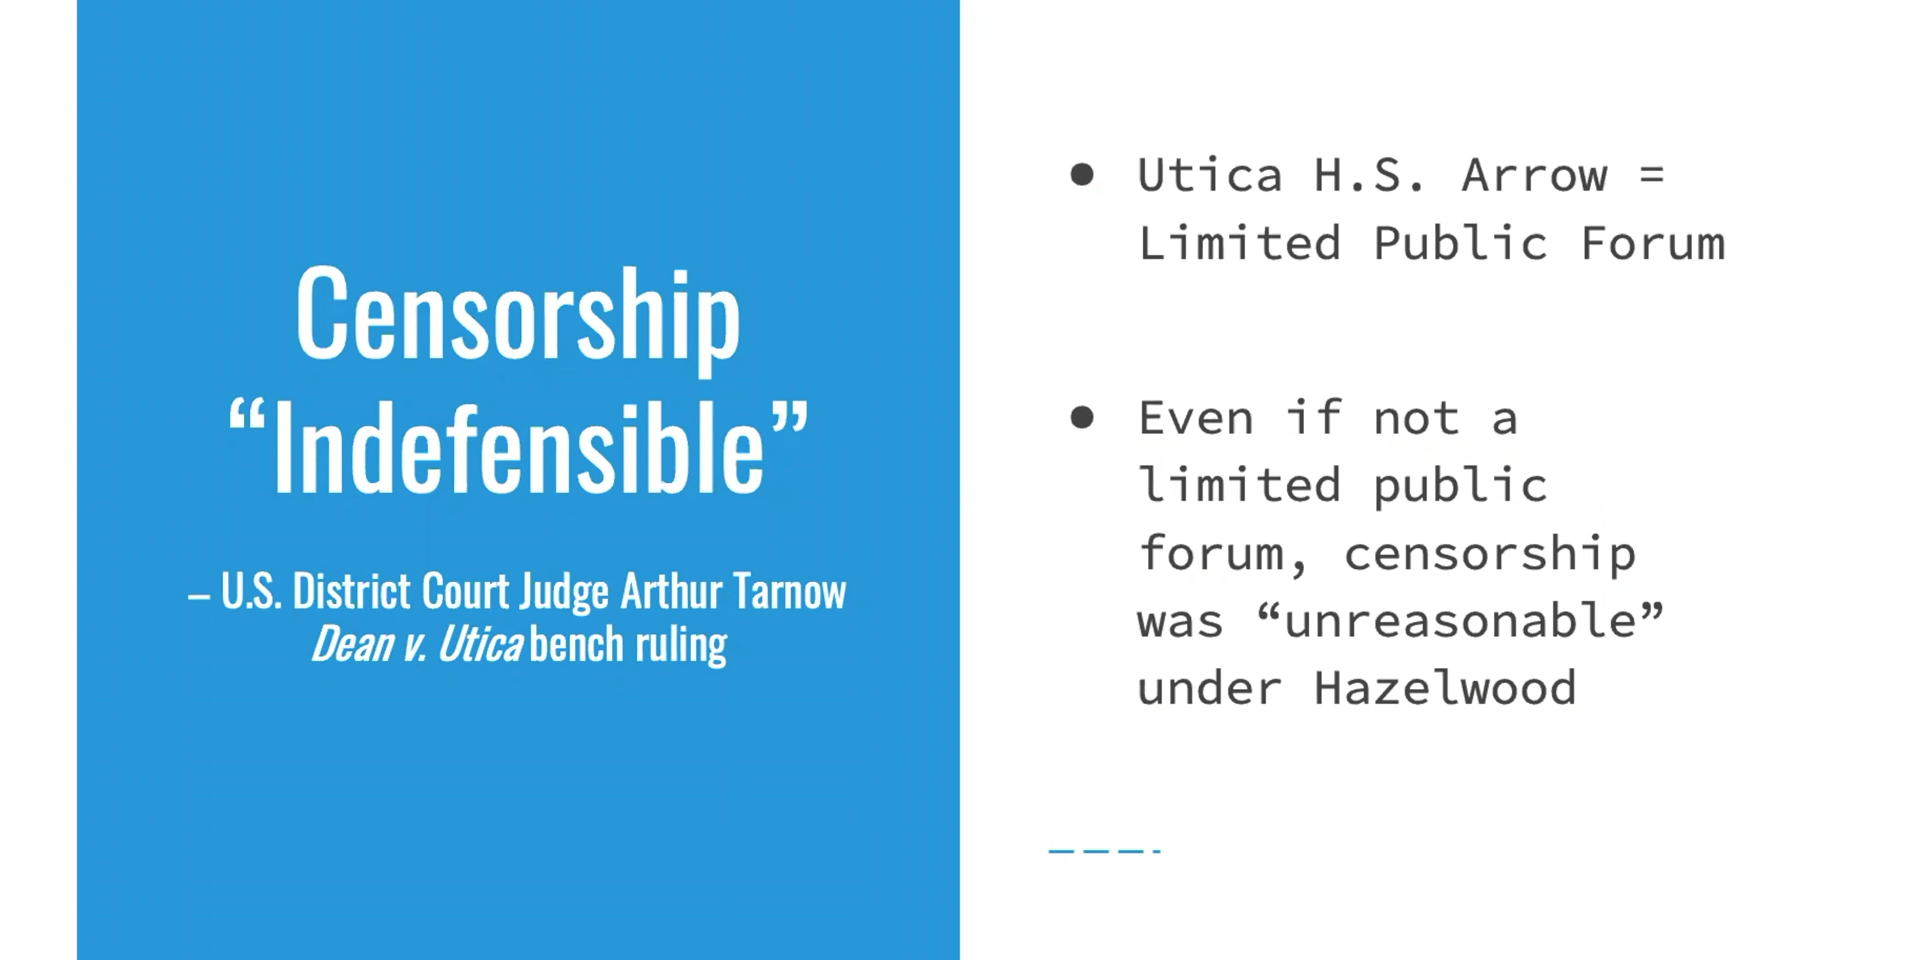 Censorship
“Indefensible”
– U.S. District Court Judge Arthur Tarnow
Dean v. Utica bench ruling
● Utica H.S. Arrow =
Limited Public Forum
● Even if not a
limited public
forum, censorship
was “unreasonable”
under Hazelwood